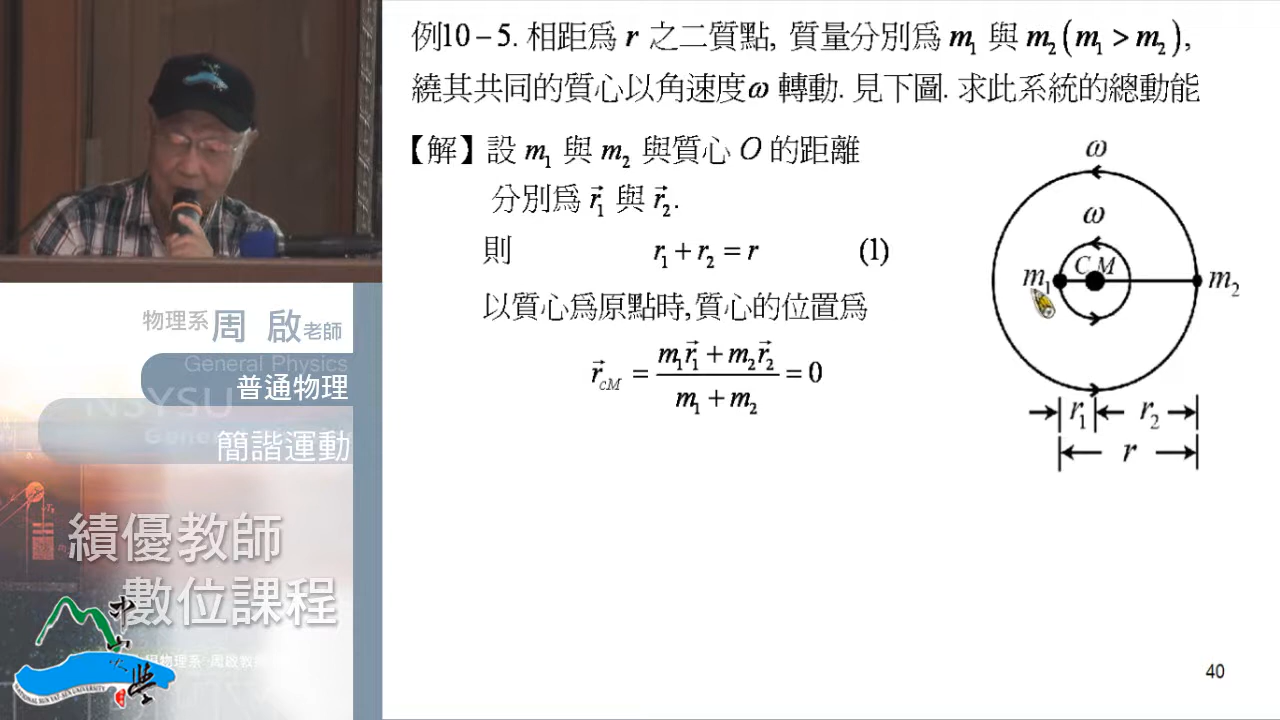 例10-5. 相距為 r 之二質點, 質量分別為 m₁ 與 m₂ (m₁ > m₂),
繞其共同的質心以角速度 ω 轉動. 見下圖. 求此系統的總動能
【解】設 m₁ 與 m₂ 與質心 O 的距離
分別為 r⃗₁ 與 r⃗₂.
則 r₁ + r₂ = r (1)
以質心為原點時, 質心的位置為
r⃗cM = (m₁r⃗₁ + m₂r⃗₂) / (m₁ + m₂) = 0
ω
ω
CM
m₁
m₂
r₁
r₂
r
40
物理系 周 啟 老師
General Physics
普通物理
NSYSU
簡諧運動
績優教師
數位課程
NATIONAL SUN YAT-SEN UNIVERSITY